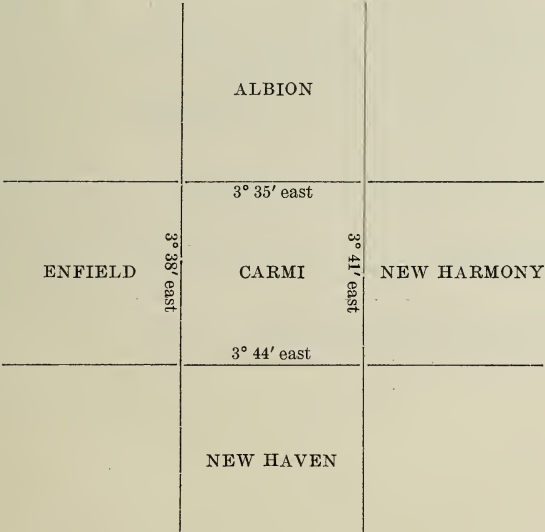 ALBION
3° 35′ east
ENFIELD
3° 38′ east
CARMI
3° 41′ east
NEW HARMONY
3° 44′ east
NEW HAVEN